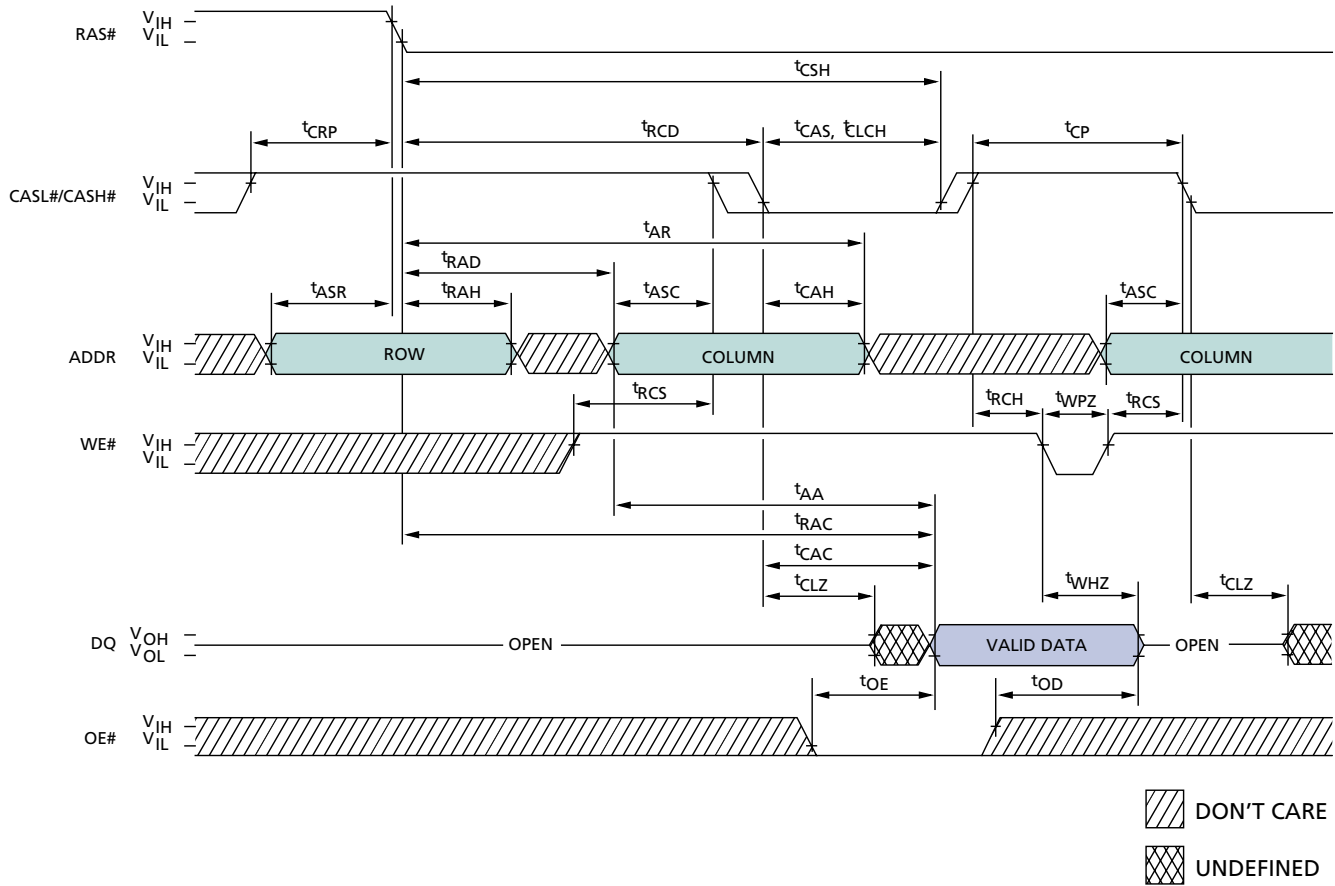 RAS# VIH
VIL
tCSH
tCRP tRCD tCAS, tCLCH tCP
CASL#/CASH# VIH
VIL
tAR
tRAD
tASR tRAH tASC tCAH tASC
ADDR VIH
VIL
ROW COLUMN COLUMN
tRCS tRCH tWPZ tRCS
WE# VIH
VIL
tAA
tRAC
tCAC
tCLZ tWHZ tCLZ
DQ VOH
VOL
OPEN VALID DATA OPEN
tOE tOD
OE# VIH
VIL
DON'T CARE
UNDEFINED